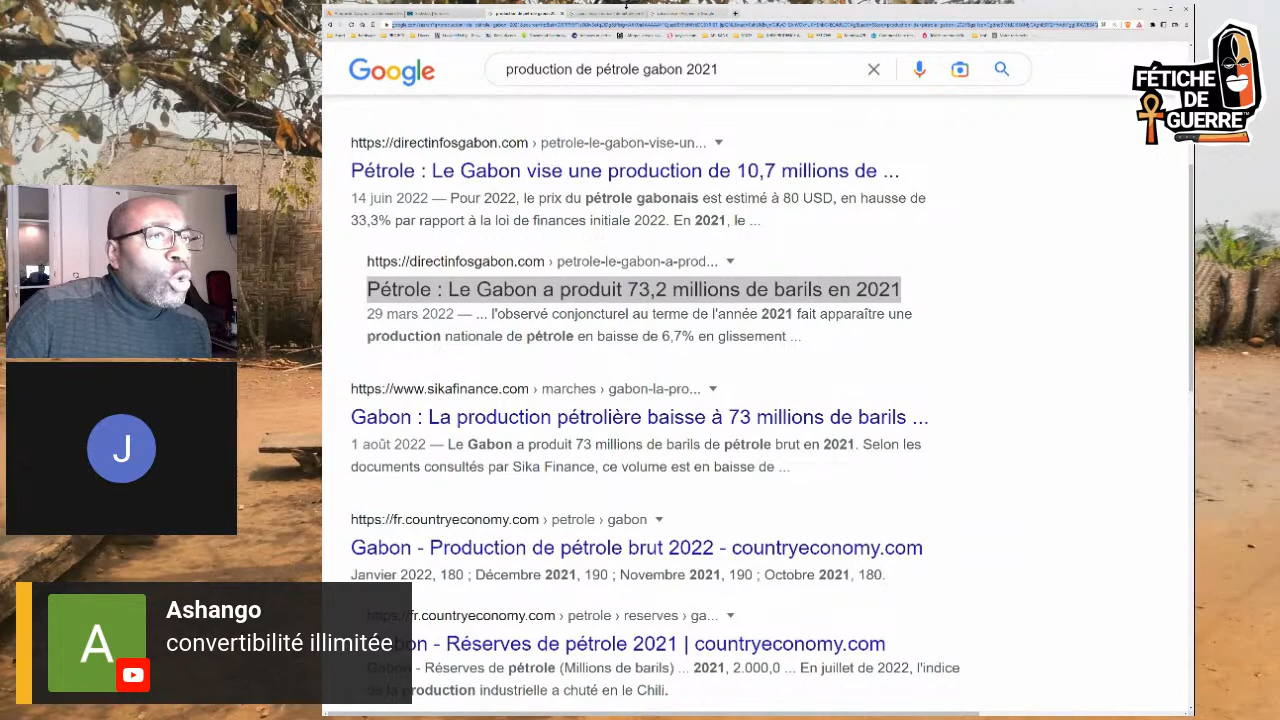 Google
production de pétrole gabon 2021
FÉTICHE
DE
GUERRE
https://directinfosgabon.com › petrole-le-gabon-vise-un...
Pétrole : Le Gabon vise une production de 10,7 millions de ...
14 juin 2022 — Pour 2022, le prix du pétrole gabonais est estimé à 80 USD, en hausse de
33,3% par rapport à la loi de finances initiale 2022. En 2021, le ...
https://directinfosgabon.com › petrole-le-gabon-a-prod...
Pétrole : Le Gabon a produit 73,2 millions de barils en 2021
29 mars 2022 — ... l'observé conjoncturel au terme de l'année 2021 fait apparaître une
production nationale de pétrole en baisse de 6,7% en glissement ...
https://www.sikafinance.com › marches › gabon-la-pro...
Gabon : La production pétrolière baisse à 73 millions de barils ...
1 août 2022 — Le Gabon a produit 73 millions de barils de pétrole brut en 2021. Selon les
documents consultés par Sika Finance, ce volume est en baisse de ...
https://fr.countryeconomy.com › petrole › gabon
Gabon - Production de pétrole brut 2022 - countryeconomy.com
Janvier 2022, 180 ; Décembre 2021, 190 ; Novembre 2021, 190 ; Octobre 2021, 180.
https://fr.countryeconomy.com › petrole › reserves › ga...
Gabon - Réserves de pétrole 2021 | countryeconomy.com
Gabon - Réserves de pétrole (Millions de barils) ... 2021, 2.000,0 ... En juillet de 2022, l'indice
de la production industrielle a chuté en le Chili.
J
A
Ashango
convertibilité illimitée